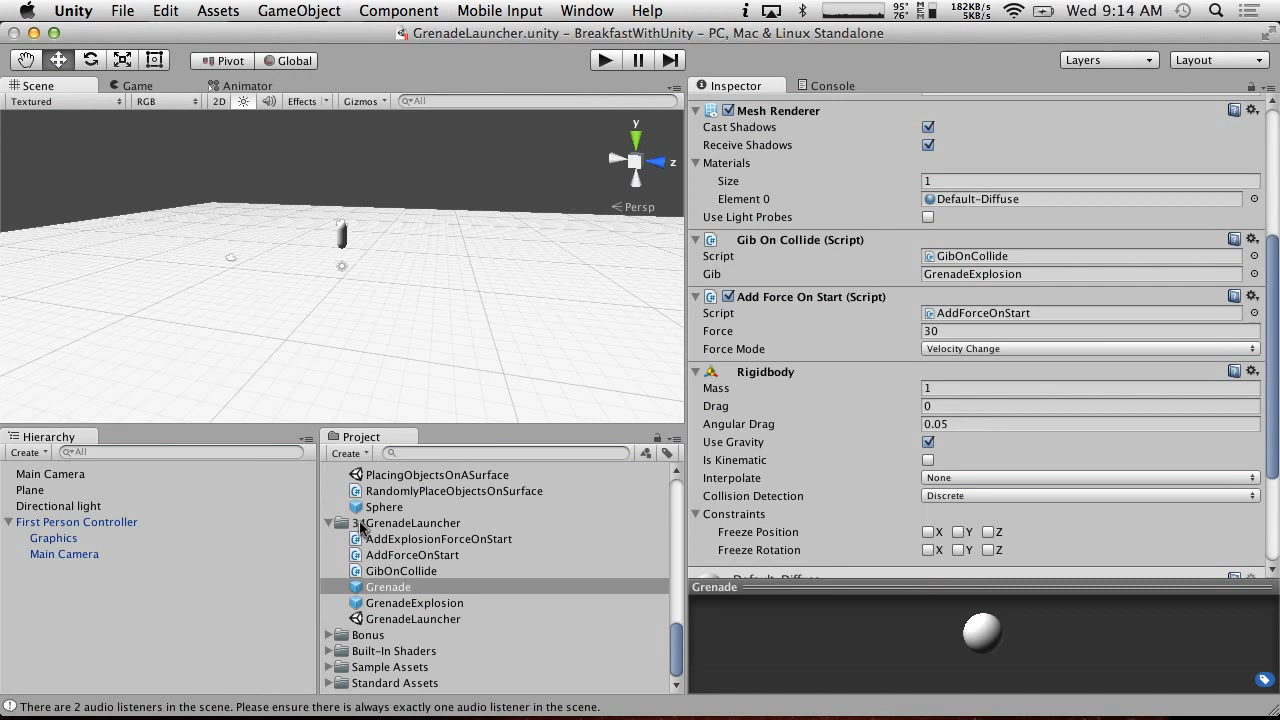 Unity File Edit Assets GameObject Component Mobile Input Window Help 95° 76° MEM 182KB/S 5KB/S Wed 9:14 AM
GrenadeLauncher.unity - BreakfastWithUnity - PC, Mac & Linux Standalone
Pivot Global Layers Layout
Scene Game Animator
Textured RGB 2D Effects Gizmos All
y
z
Persp
Inspector Console
Mesh Renderer
Cast Shadows
Receive Shadows
Materials
Size 1
Element 0 Default-Diffuse
Use Light Probes
Gib On Collide (Script)
Script GibOnCollide
Gib GrenadeExplosion
Add Force On Start (Script)
Script AddForceOnStart
Force 30
Force Mode Velocity Change
Rigidbody
Mass 1
Drag 0
Angular Drag 0.05
Use Gravity
Is Kinematic
Interpolate None
Collision Detection Discrete
Constraints
Freeze Position X Y Z
Freeze Rotation X Y Z
Grenade
Hierarchy
Create All
Main Camera
Plane
Directional light
First Person Controller
Graphics
Main Camera
Project
Create
PlacingObjectsOnASurface
RandomlyPlaceObjectsOnSurface
Sphere
GrenadeLauncher
AddExplosionForceOnStart
AddForceOnStart
GibOnCollide
Grenade
GrenadeExplosion
GrenadeLauncher
Bonus
Built-In Shaders
Sample Assets
Standard Assets
There are 2 audio listeners in the scene. Please ensure there is always exactly one audio listener in the scene.